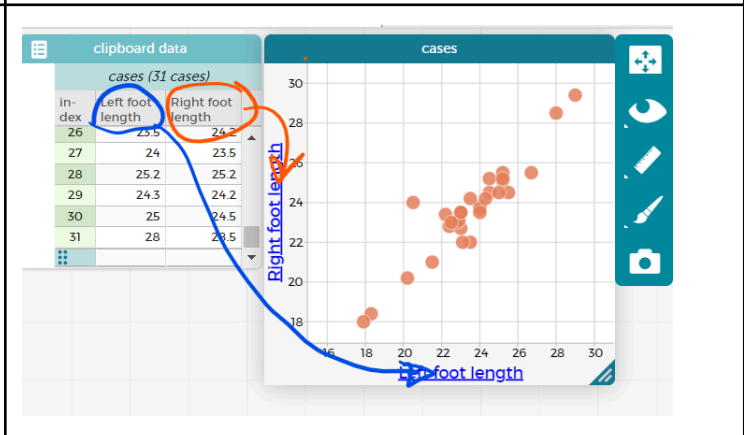 clipboard data
cases (31 cases)
in-
dex
Left foot
length
Right foot
length
26 23.5 24.2
27 24 23.5
28 25.2 25.2
29 24.3 24.2
30 25 24.5
31 28 28.5
cases
30
28
26
24
22
20
18
Right foot length
16 18 20 22 24 26 28 30
Left foot length